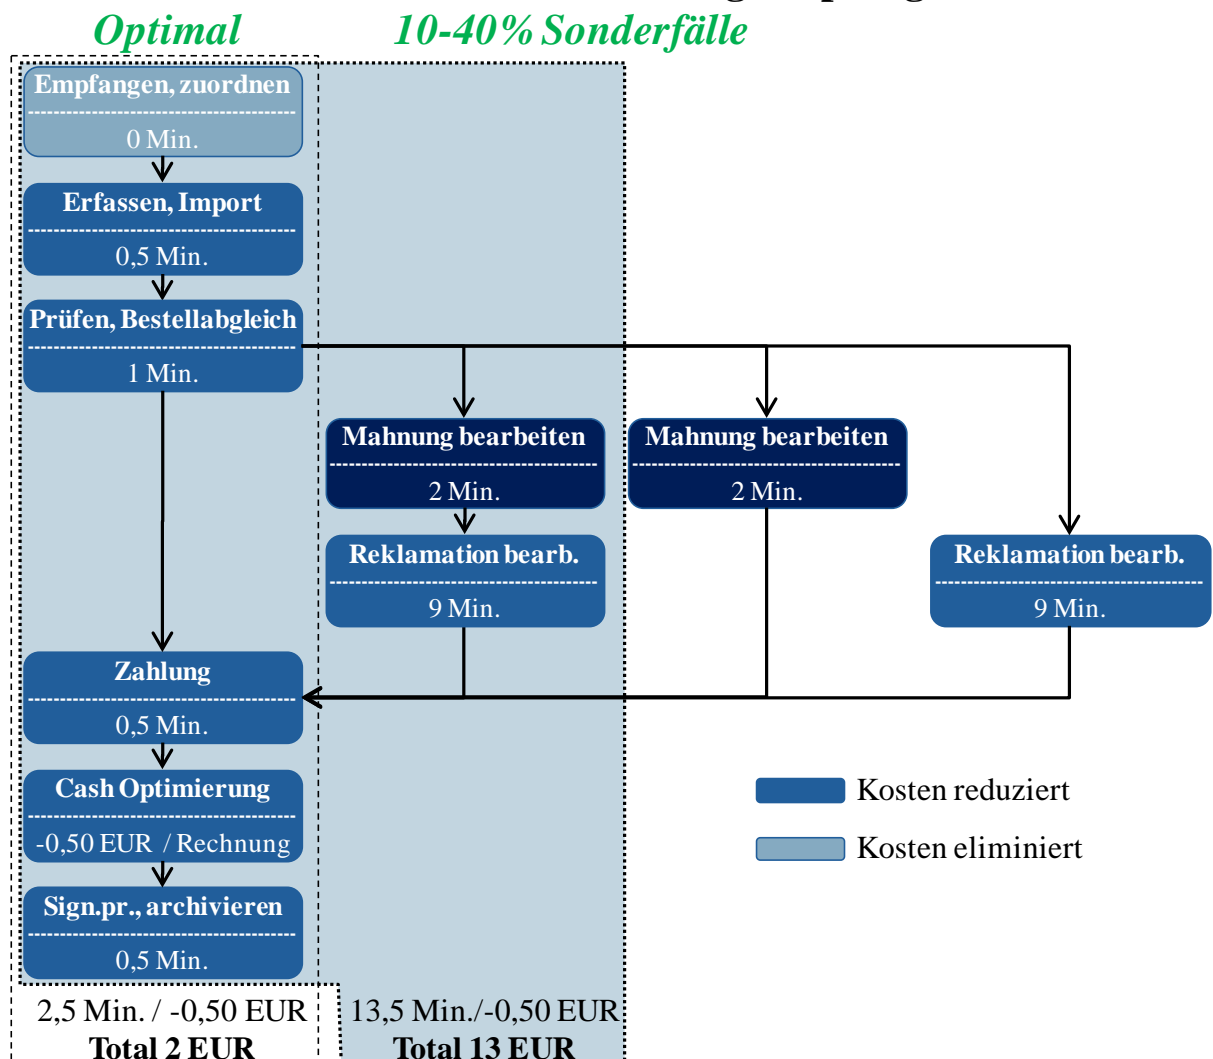 Optimal
10-40% Sonderfälle
Empfangen, zuordnen
0 Min.
Erfassen, Import
0,5 Min.
Prüfen, Bestellabgleich
1 Min.
Mahnung bearbeiten
2 Min.
Mahnung bearbeiten
2 Min.
Reklamation bearb.
9 Min.
Reklamation bearb.
9 Min.
Zahlung
0,5 Min.
Cash Optimierung
-0,50 EUR / Rechnung
Sign.pr., archivieren
0,5 Min.
Kosten reduziert
Kosten eliminiert
2,5 Min. / -0,50 EUR
Total 2 EUR
13,5 Min./-0,50 EUR
Total 13 EUR